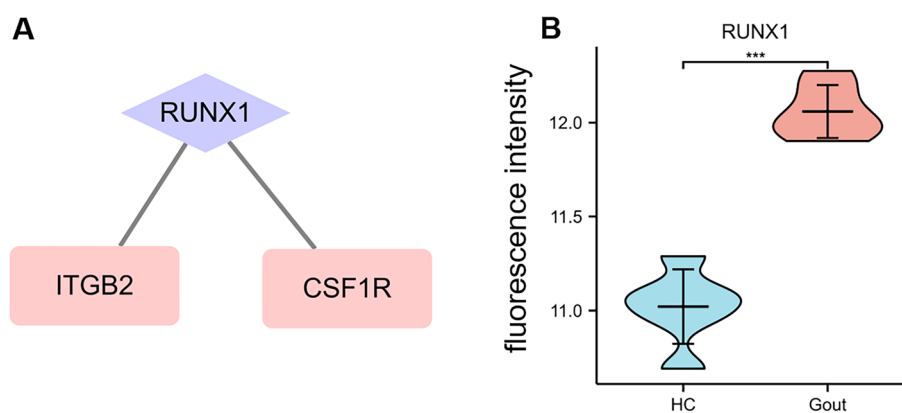 A
RUNX1
ITGB2
CSF1R
B
RUNX1
***
fluorescence intensity
12.0
11.5
11.0
HC
Gout